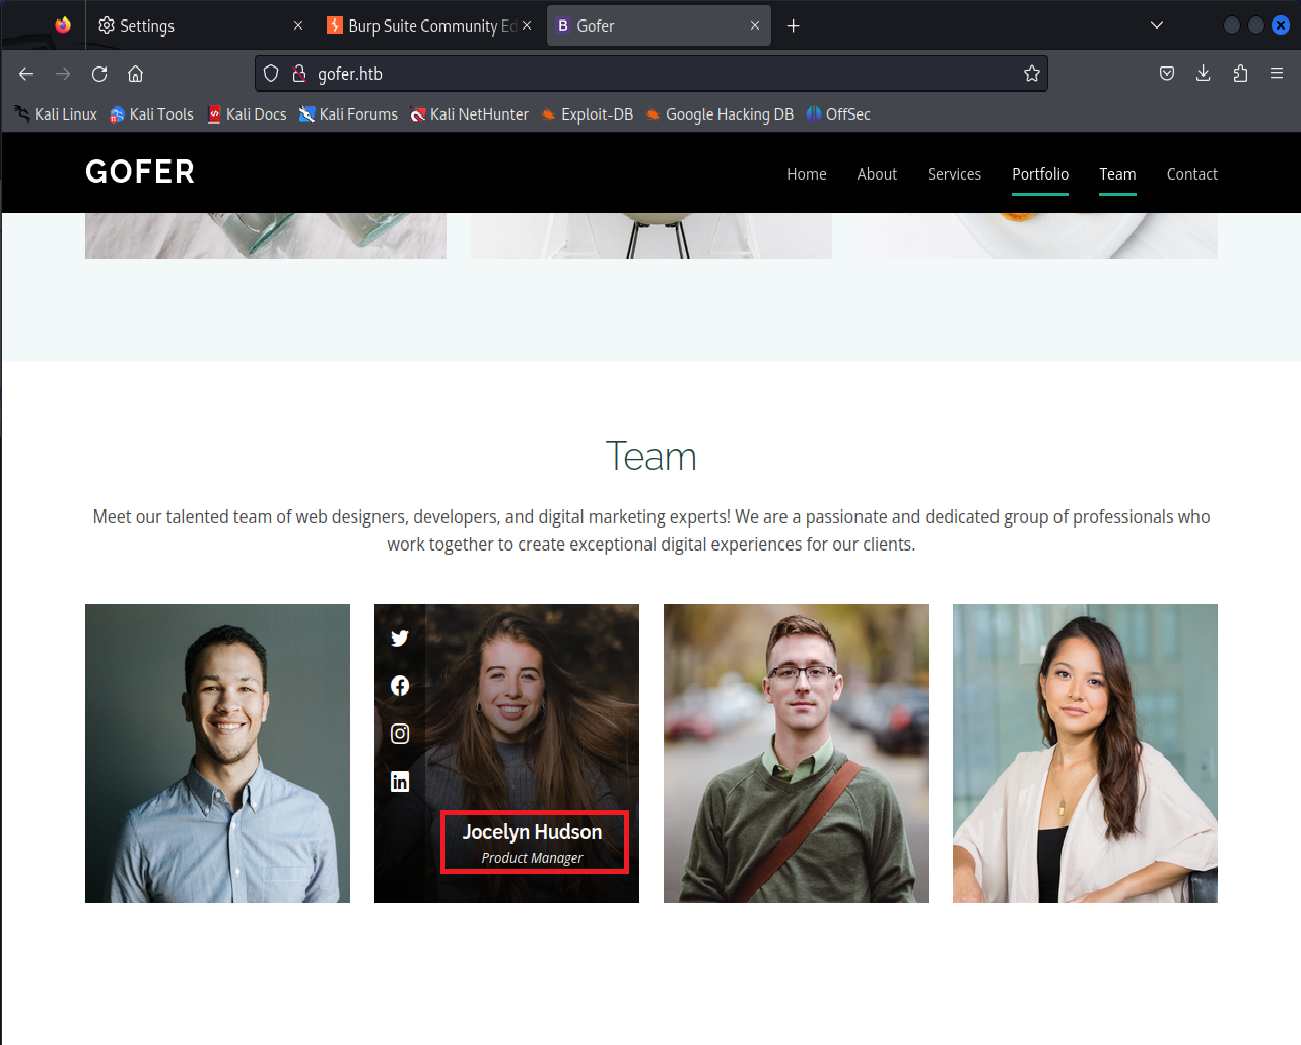 Settings
Burp Suite Community Ed
Gofer
gofer.htb
Kali Linux
Kali Tools
Kali Docs
Kali Forums
Kali NetHunter
Exploit-DB
Google Hacking DB
OffSec
GOFER
Home
About
Services
Portfolio
Team
Contact
Team
Meet our talented team of web designers, developers, and digital marketing experts! We are a passionate and dedicated group of professionals who
work together to create exceptional digital experiences for our clients.
Jocelyn Hudson
Product Manager